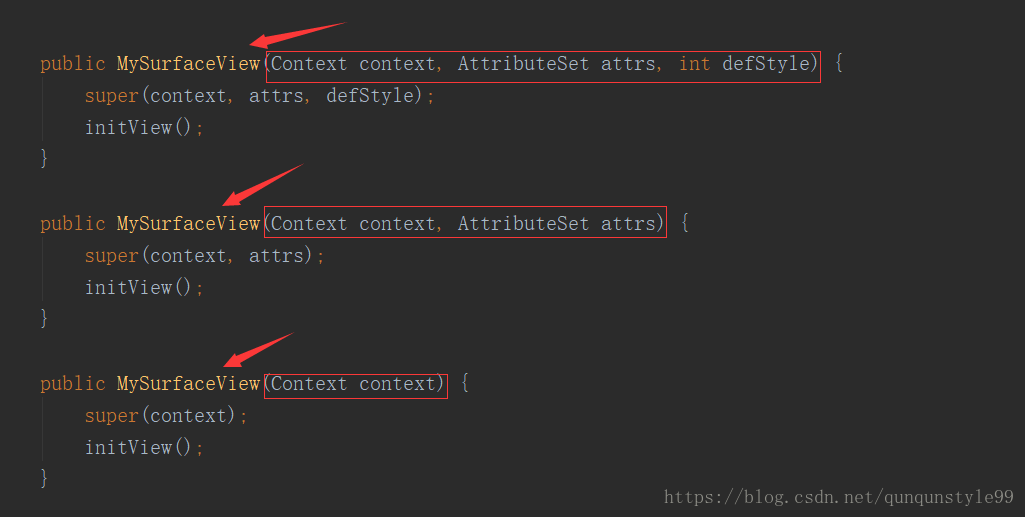 public MySurfaceView(Context context, AttributeSet attrs, int defStyle) {
super(context, attrs, defStyle);
initView();
}
public MySurfaceView(Context context, AttributeSet attrs) {
super(context, attrs);
initView();
}
public MySurfaceView(Context context) {
super(context);
initView();
}
https://blog.csdn.net/qunqunstyle99